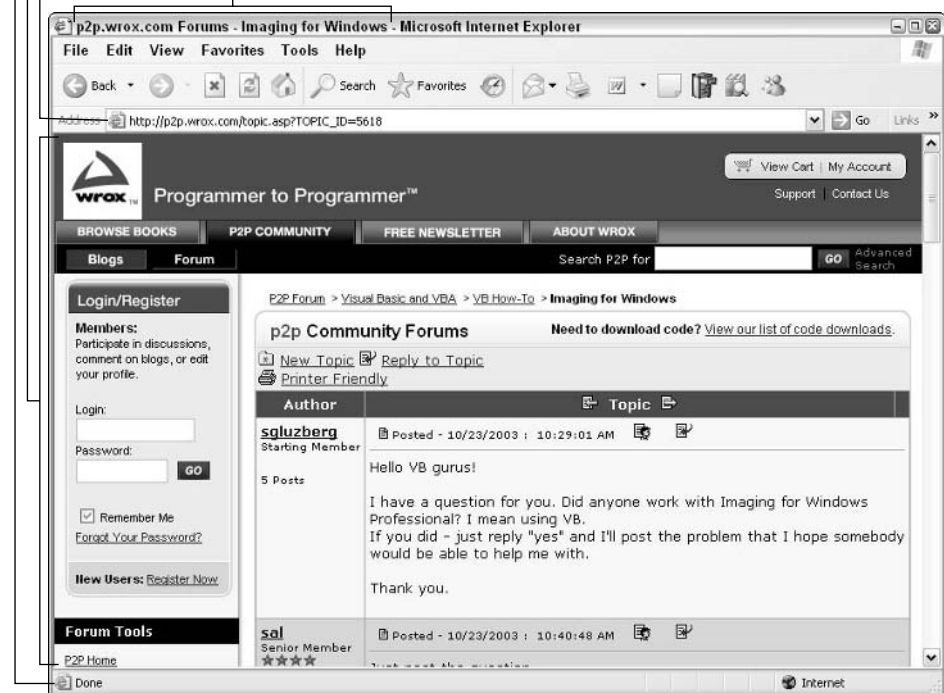 p2p.wrox.com Forums - Imaging for Windows - Microsoft Internet Explorer
File Edit View Favorites Tools Help
Back Search Favorites
Address http://p2p.wrox.com/topic.asp?TOPIC_ID=5618 Go Links »
View Cart | My Account
wrox TM Programmer to Programmer™ Support | Contact Us
BROWSE BOOKS P2P COMMUNITY FREE NEWSLETTER ABOUT WROX
Blogs Forum Search P2P for GO Advanced Search
Login/Register
Members:
Participate in discussions,
comment on blogs, or edit
your profile.
Login:
Password:
GO
Remember Me
Forgot Your Password?
New Users: Register Now
Forum Tools
P2P Home
P2P Forum > Visual Basic and VBA > VB How-To > Imaging for Windows
p2p Community Forums Need to download code? View our list of code downloads.
New Topic Reply to Topic
Printer Friendly
Author Topic
sgluzberg
Starting Member
5 Posts
Posted - 10/23/2003 : 10:29:01 AM
Hello VB gurus!
I have a question for you. Did anyone work with Imaging for Windows
Professional? I mean using VB.
If you did - just reply "yes" and I'll post the problem that I hope somebody
would be able to help me with.
Thank you.
sal
Senior Member
Posted - 10/23/2003 : 10:40:48 AM
Done Internet